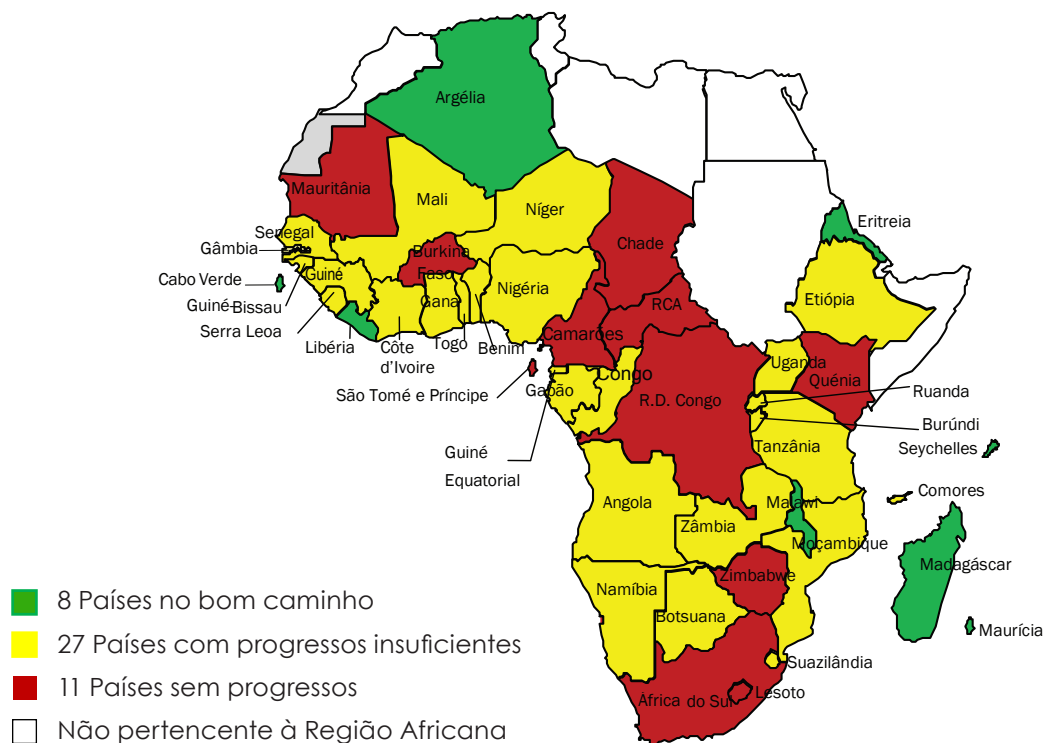 Argélia
Mauritânia
Mali
Níger
Chade
Eritreia
Senegal
Gâmbia
Cabo Verde
Guiné-Bissau
Guiné
Serra Leoa
Libéria
Burkina
Faso
Gana
Côte
d’Ivoire
Togo
Benim
Nigéria
Camarões
RCA
Etiópia
São Tomé e Príncipe
Gabão
Congo
Guiné
Equatorial
R.D. Congo
Uganda
Quénia
Ruanda
Burúndi
Seychelles
Tanzânia
Comores
Angola
Zâmbia
Malawi
Moçambique
Madagáscar
Maurícia
Namíbia
Botsuana
Zimbabwe
Suazilândia
África do Sul
Lesoto
8 Países no bom caminho
27 Países com progressos insuficientes
11 Países sem progressos
Não pertencente à Região Africana